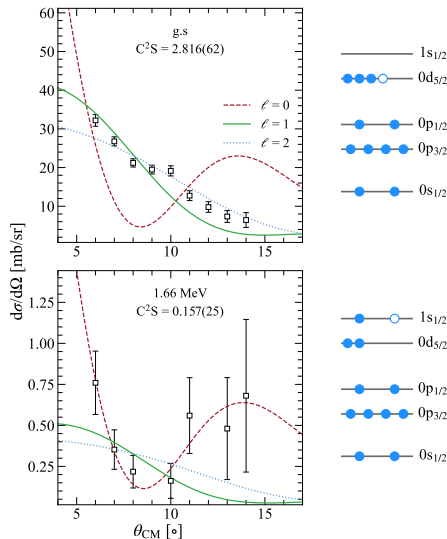 g.s
C²S = 2.816(62)
ℓ = 0
ℓ = 1
ℓ = 2
60
50
40
30
20
10
5
10
15
1s₁/₂
0d₅/₂
0p₁/₂
0p₃/₂
0s₁/₂
dσ/dΩ [mb/sr]
1.66 MeV
C²S = 0.157(25)
1.25
1.00
0.75
0.50
0.25
5
10
15
θCM [∘]
1s₁/₂
0d₅/₂
0p₁/₂
0p₃/₂
0s₁/₂